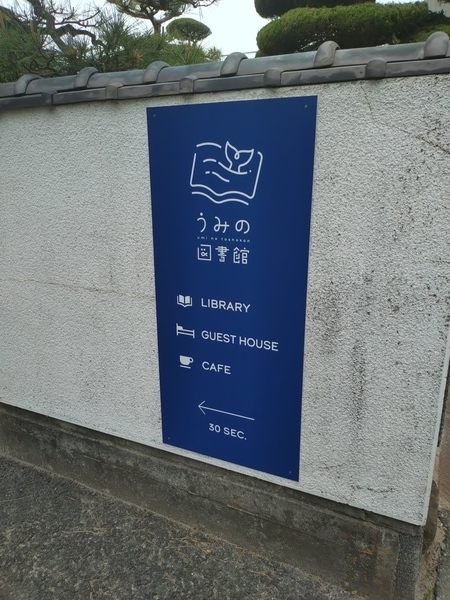 うみの
UMI NO TOSHOKAN
図書館
LIBRARY
GUEST HOUSE
CAFE
30 SEC.